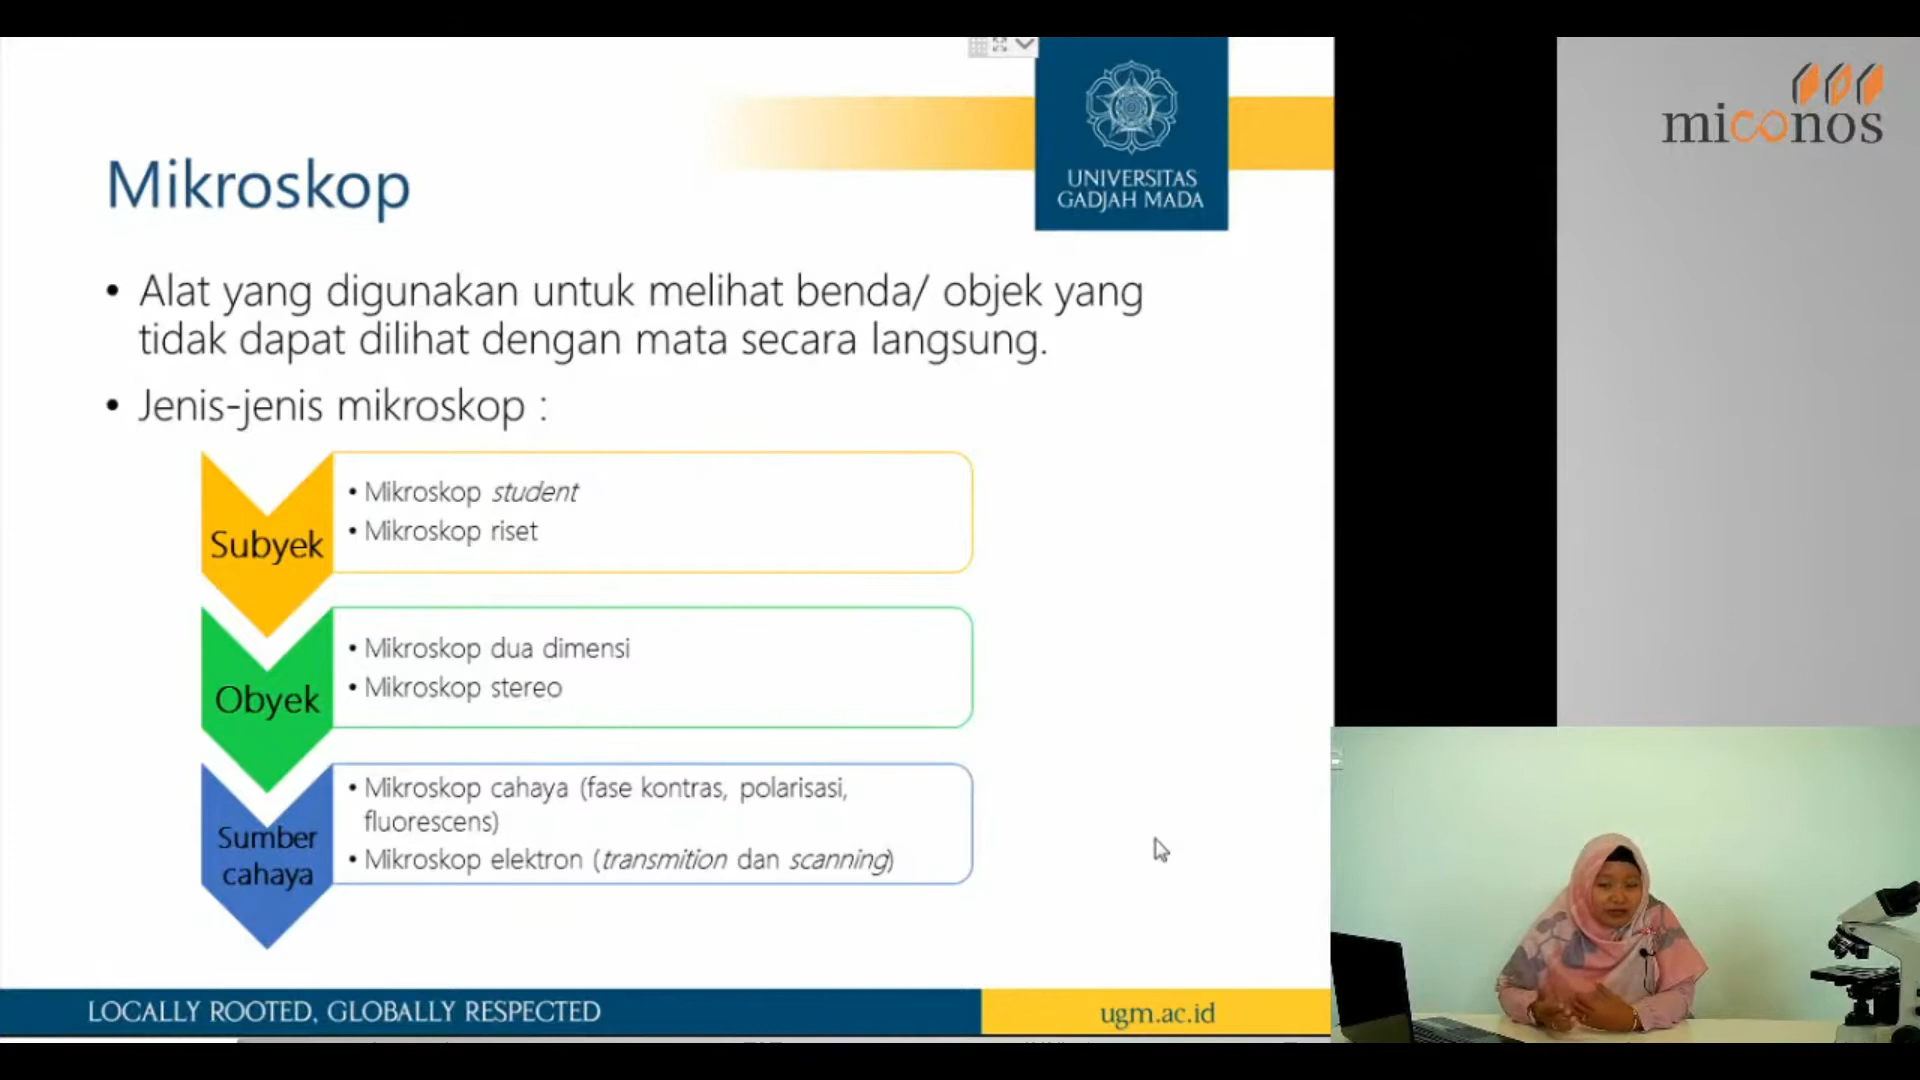 miconos
UNIVERSITAS
GADJAH MADA
Mikroskop
• Alat yang digunakan untuk melihat benda/ objek yang
tidak dapat dilihat dengan mata secara langsung.
• Jenis-jenis mikroskop :
Subyek
• Mikroskop student
• Mikroskop riset
Obyek
• Mikroskop dua dimensi
• Mikroskop stereo
Sumber
cahaya
• Mikroskop cahaya (fase kontras, polarisasi,
fluorescens)
• Mikroskop elektron (transmition dan scanning)
LOCALLY ROOTED, GLOBALLY RESPECTED
ugm.ac.id